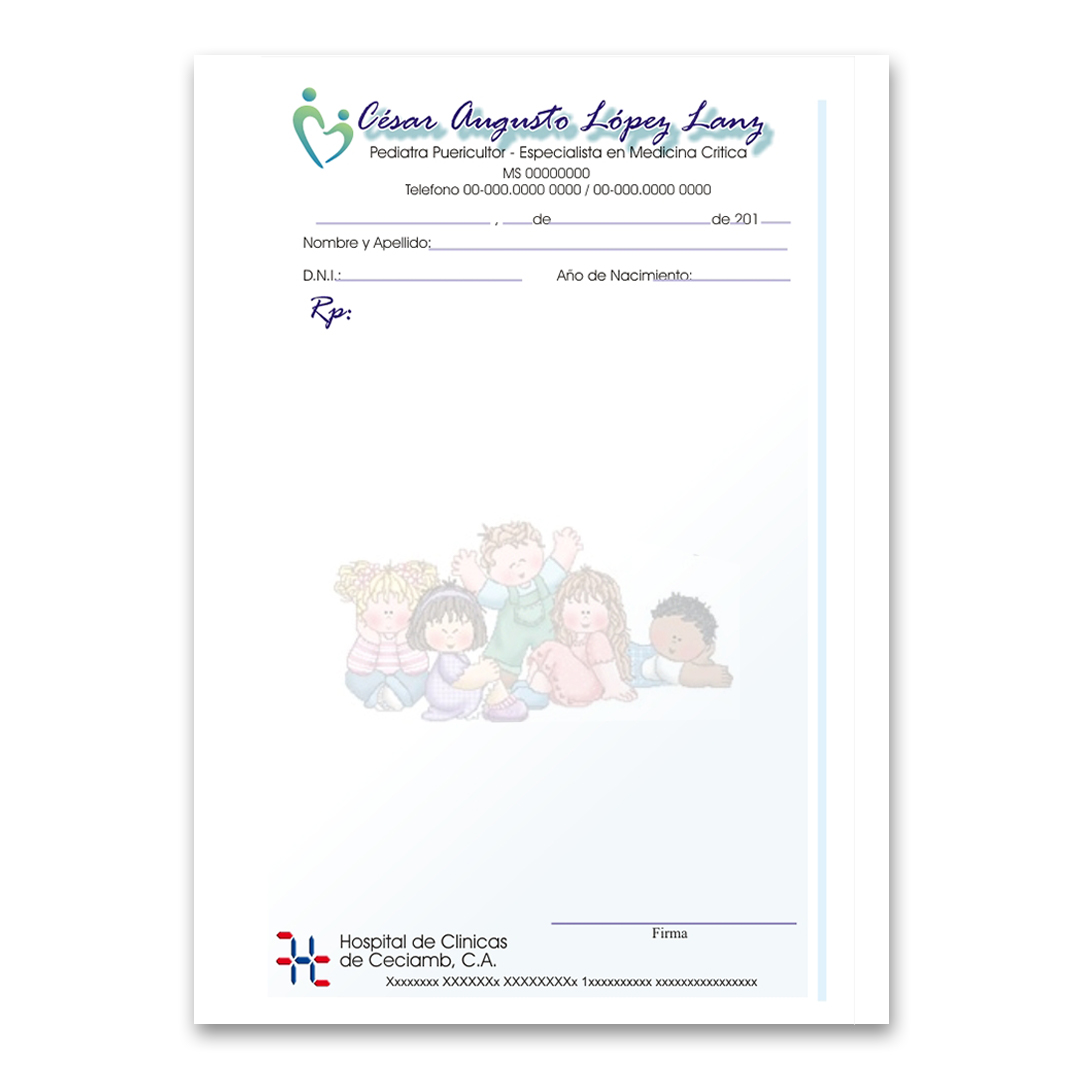 César Augusto López Lanz
Pediatra Puericultor - Especialista en Medicina Critica
MS 00000000
Telefono 00-000.0000 0000 / 00-000.0000 0000
, de de 201
Nombre y Apellido:
D.N.I.: Año de Nacimiento:
Rp:
Firma
Hospital de Clinicas
de Ceciamb, C.A.
Xxxxxxxx XXXXXXx XXXXXXXXx 1xxxxxxxxxx xxxxxxxxxxxxxxxxx